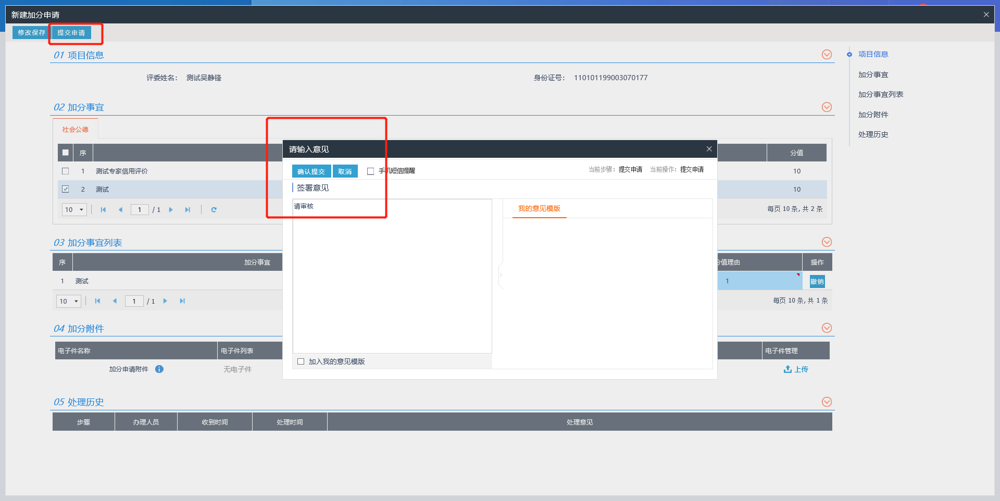 新建加分申请
修改保存 提交申请
01 项目信息
评委姓名： 测试吴静锋 身份证号： 110101199003070177
02 加分事宜
社会公德
序 分值
1 测试专家信用评价 10
2 测试 10
10 1 / 1 每页 10 条, 共 2 条
03 加分事宜列表
序 加分事宜 分值理由 操作
1 测试 1 撤销
10 1 / 1 每页 10 条, 共 1 条
04 加分附件
电子件名称 电子件列表 电子件管理
加分申请附件 无电子件 上传
05 处理历史
步骤 办理人员 收到时间 处理时间 处理意见
请输入意见
确认提交 取消 手机短信提醒 当前步骤： 提交申请 当前操作： 提交申请
签署意见
请审核
我的意见模版
加入我的意见模版
项目信息
加分事宜
加分事宜列表
加分附件
处理历史